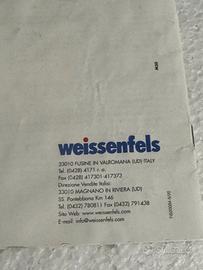 weissenfels
33010 FUSINE IN VALROMANA (UD) ITALY
Tel. (0428) 4171 r. a.
Fax (0428) 417301-417373
Direzione Vendite Italia:
33010 MAGNANO IN RIVIERA (UD)
SS. Pontebbana Km 146
Tel. (0432) 780811 Fax (0432) 791438
Sito Web: www.weissenfels.com
E-mail: info@weissenfels.com